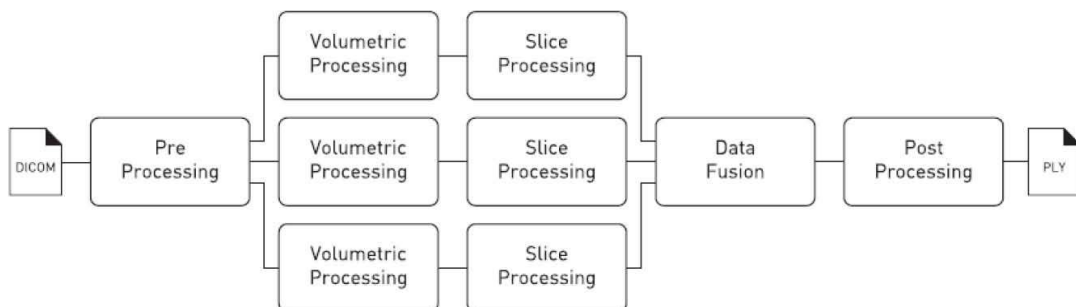 Volumetric
Processing
Slice
Processing
DICOM
Pre
Processing
Volumetric
Processing
Slice
Processing
Data
Fusion
Post
Processing
PLY
Volumetric
Processing
Slice
Processing